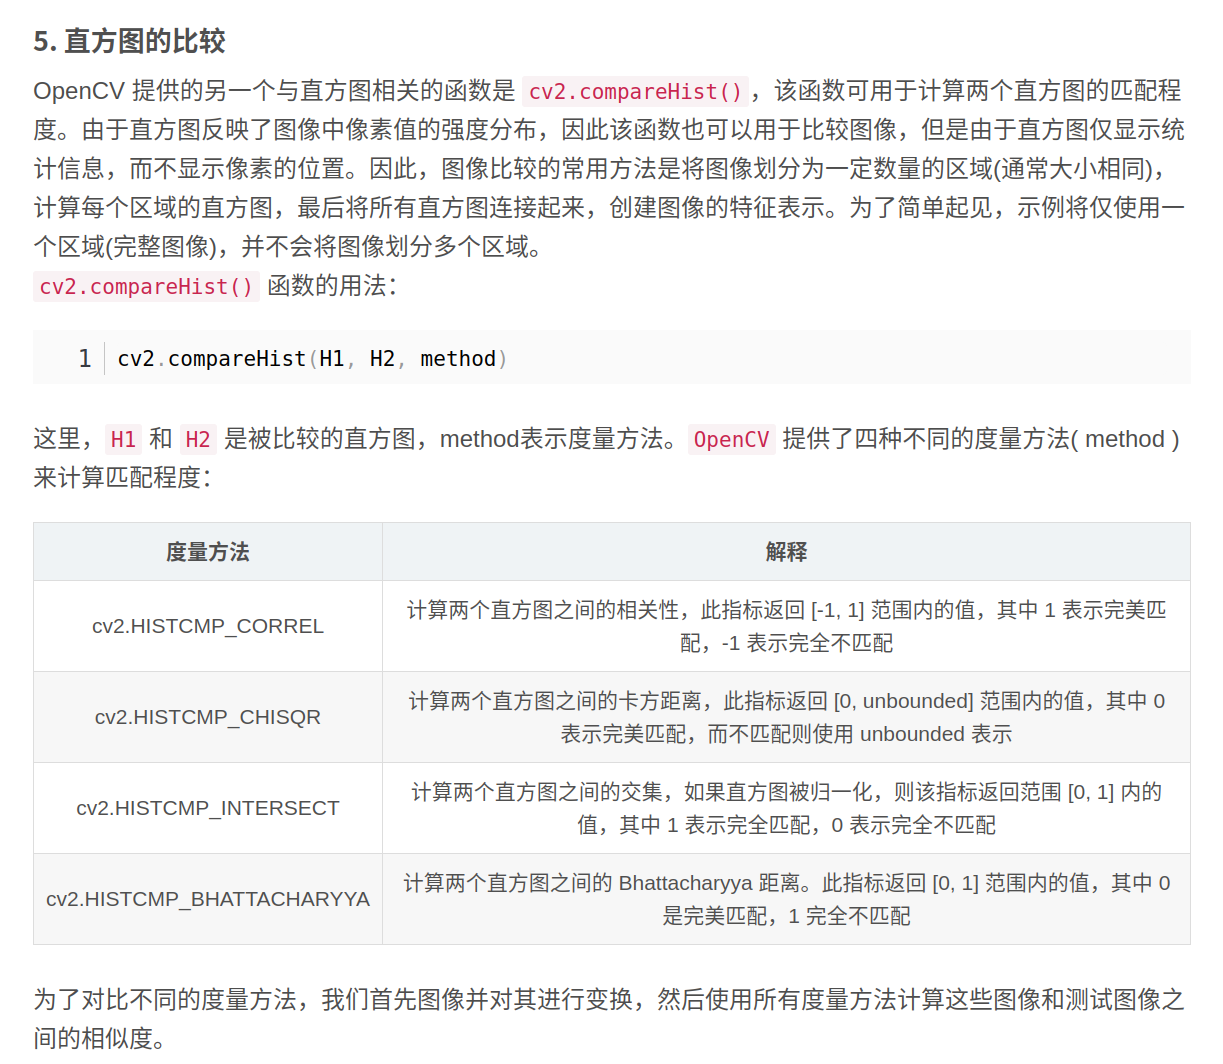 5. 直方图的比较
OpenCV 提供的另一个与直方图相关的函数是 cv2.compareHist()，该函数可用于计算两个直方图的匹配程
度。由于直方图反映了图像中像素值的强度分布，因此该函数也可以用于比较图像，但是由于直方图仅显示统
计信息，而不显示像素的位置。因此，图像比较的常用方法是将图像划分为一定数量的区域(通常大小相同)，
计算每个区域的直方图，最后将所有直方图连接起来，创建图像的特征表示。为了简单起见，示例将仅使用一
个区域(完整图像)，并不会将图像划分多个区域。
cv2.compareHist() 函数的用法：
1 cv2.compareHist(H1, H2, method)
这里，H1 和 H2 是被比较的直方图，method表示度量方法。OpenCV 提供了四种不同的度量方法( method )
来计算匹配程度：
度量方法 解释
cv2.HISTCMP_CORREL
计算两个直方图之间的相关性，此指标返回 [-1, 1] 范围内的值，其中 1 表示完美匹
配，-1 表示完全不匹配
cv2.HISTCMP_CHISQR
计算两个直方图之间的卡方距离，此指标返回 [0, unbounded] 范围内的值，其中 0
表示完美匹配，而不匹配则使用 unbounded 表示
cv2.HISTCMP_INTERSECT
计算两个直方图之间的交集，如果直方图被归一化，则该指标返回范围 [0, 1] 内的
值，其中 1 表示完全匹配，0 表示完全不匹配
cv2.HISTCMP_BHATTACHARYYA
计算两个直方图之间的 Bhattacharyya 距离。此指标返回 [0, 1] 范围内的值，其中 0
是完美匹配，1 完全不匹配
为了对比不同的度量方法，我们首先图像并对其进行变换，然后使用所有度量方法计算这些图像和测试图像之
间的相似度。